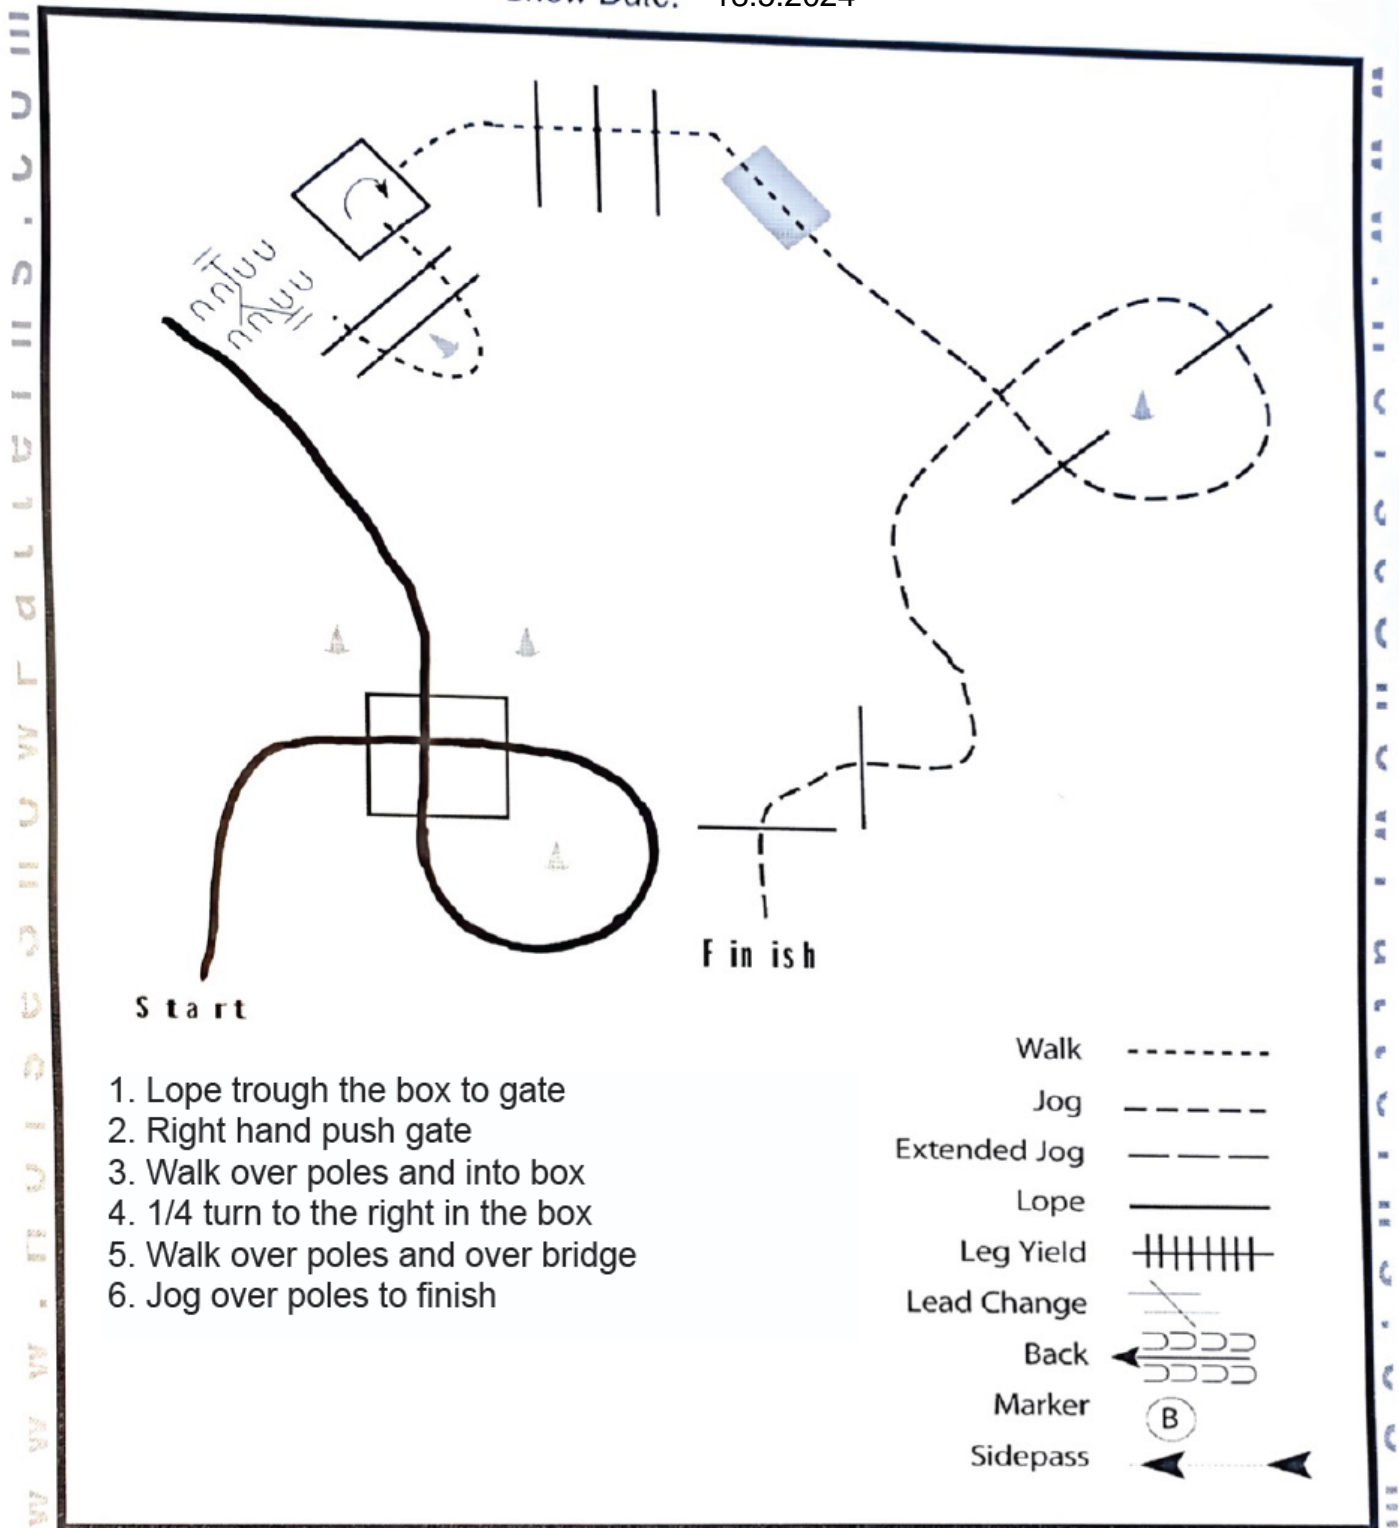 1. Lope trough the box to gate
2. Right hand push gate
3. Walk over poles and into box
4. 1/4 turn to the right in the box
5. Walk over poles and over bridge
6. Jog over poles to finish
Start
Finish
Walk
Jog
Extended Jog
Lope
Leg Yield
Lead Change
Back
Marker B
Sidepass